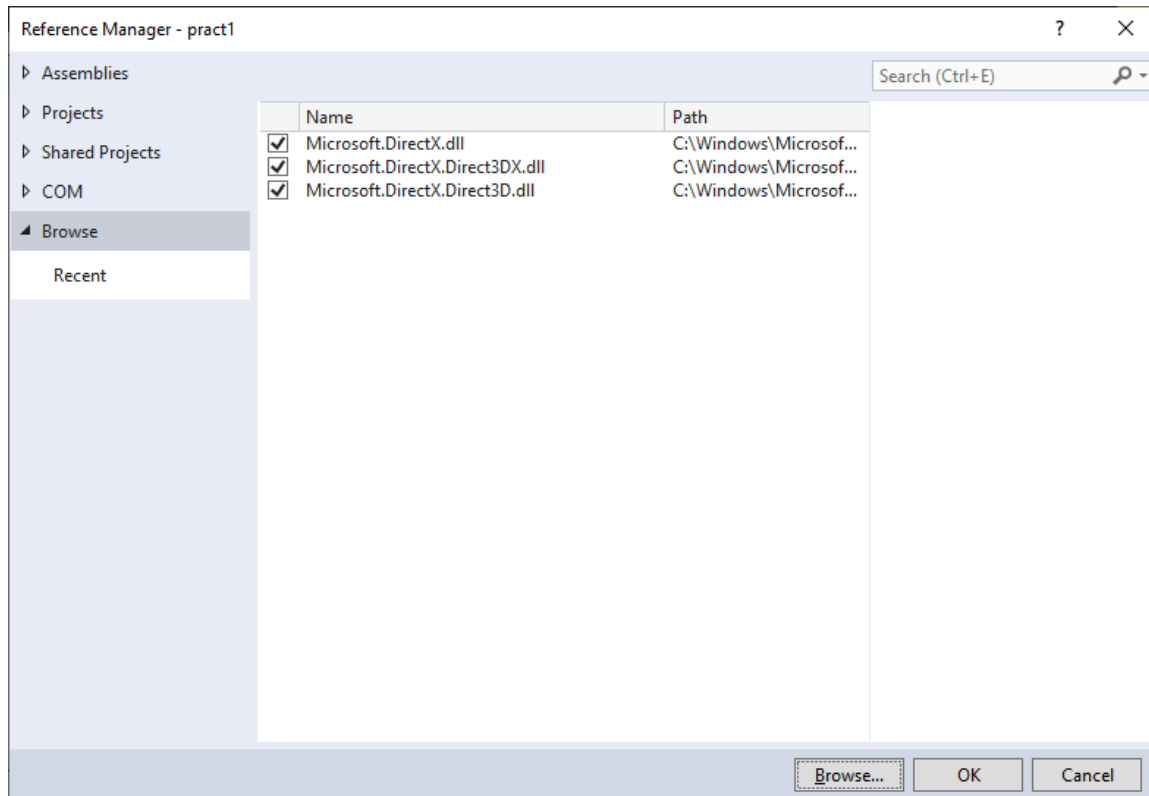 Reference Manager - pract1
?
Assemblies
Projects
Shared Projects
COM
Browse
Recent
Search (Ctrl+E)
Name Path
Microsoft.DirectX.dll C:\Windows\Microsof...
Microsoft.DirectX.Direct3DX.dll C:\Windows\Microsof...
Microsoft.DirectX.Direct3D.dll C:\Windows\Microsof...
Browse... OK Cancel